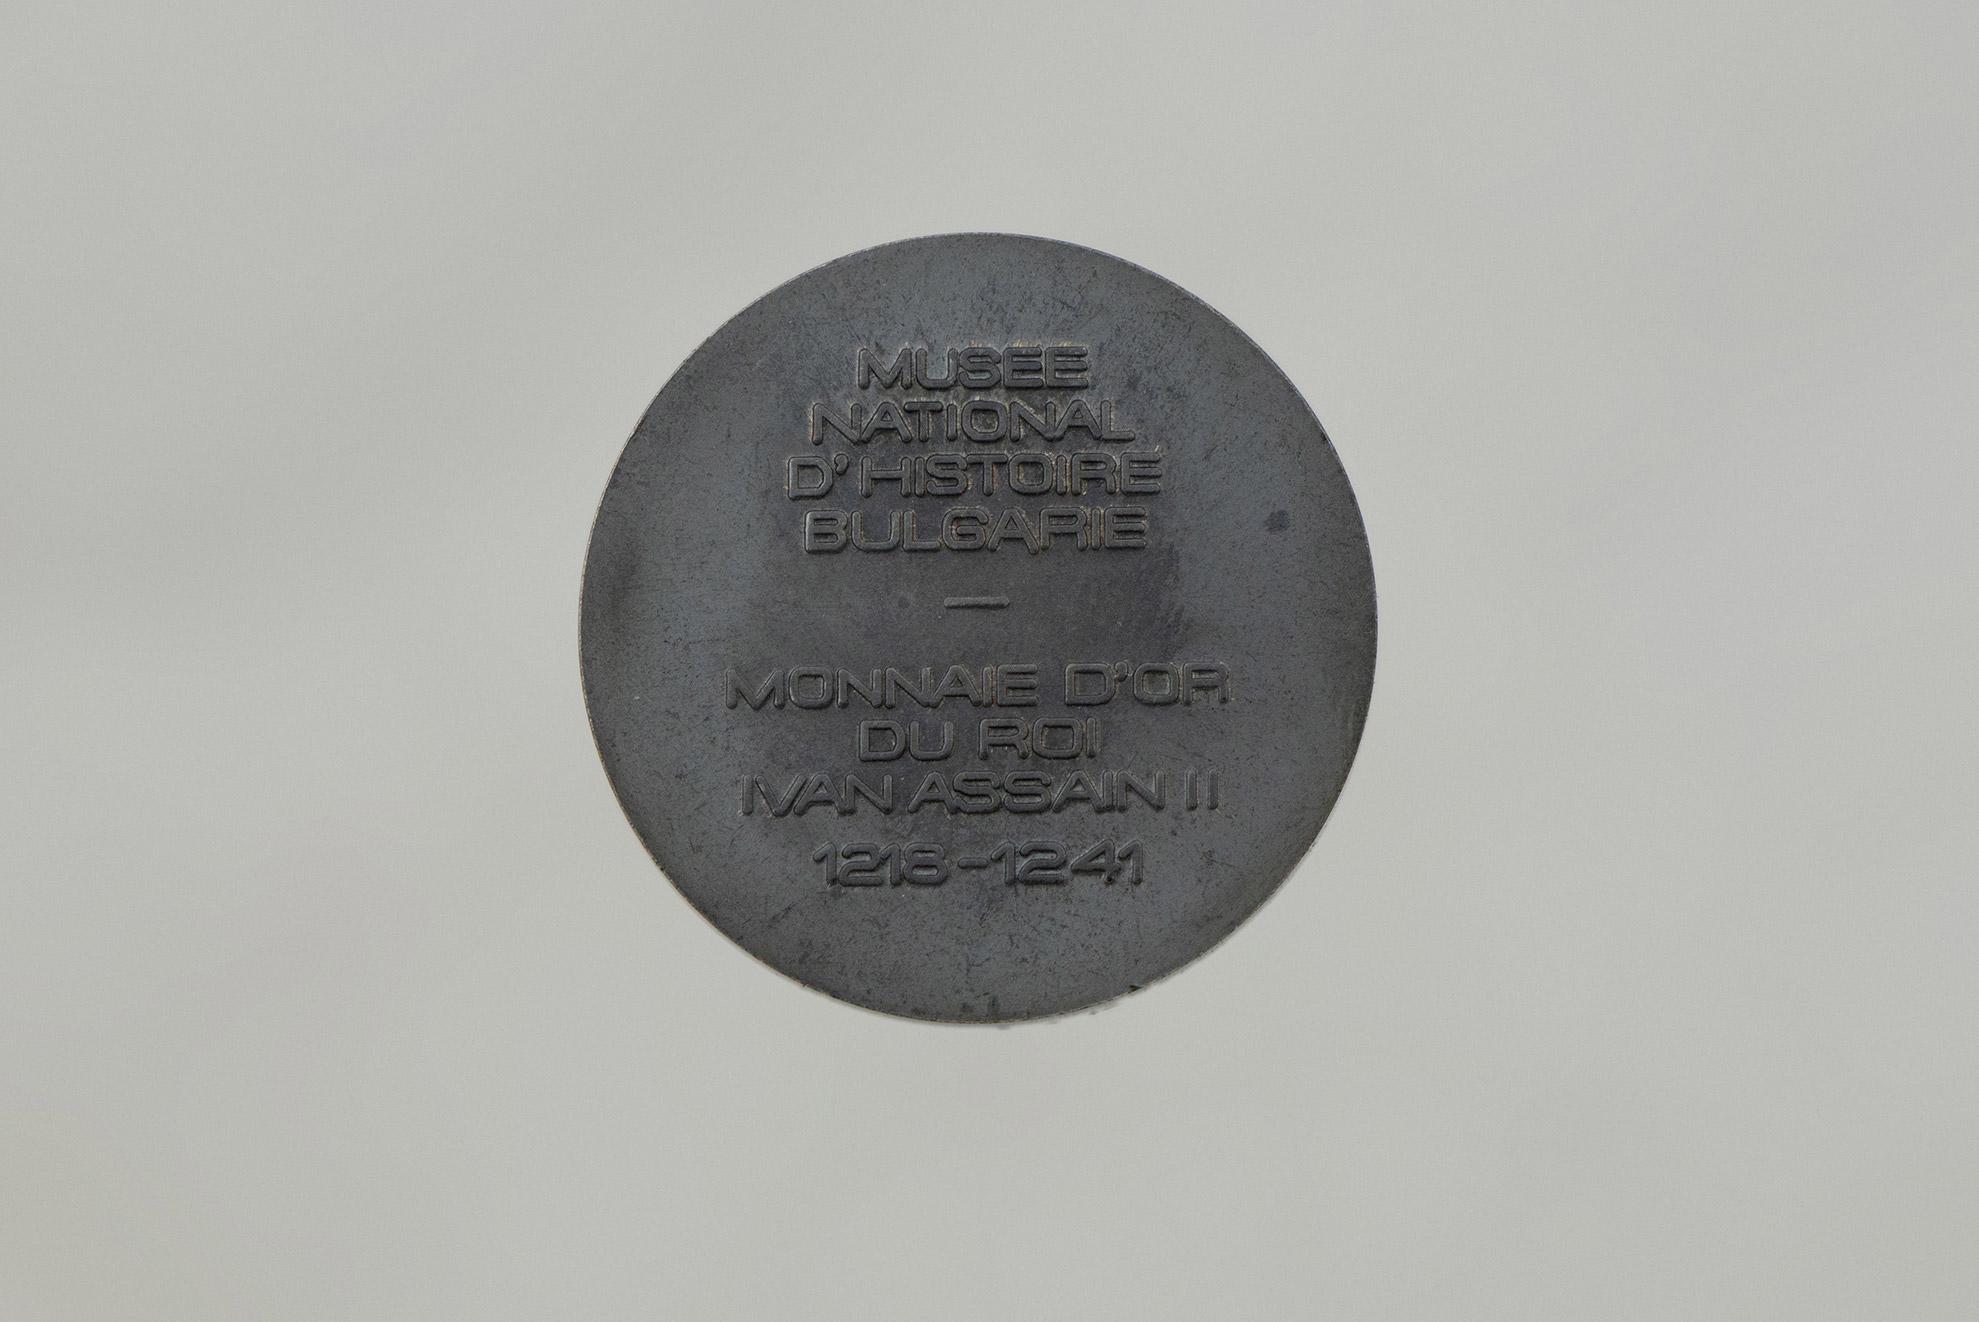 MUSEE
NATIONAL
D'HISTOIRE
BULGARIE
—
MONNAIE D'OR
DU ROI
IVAN ASSAIN II
1218-1241